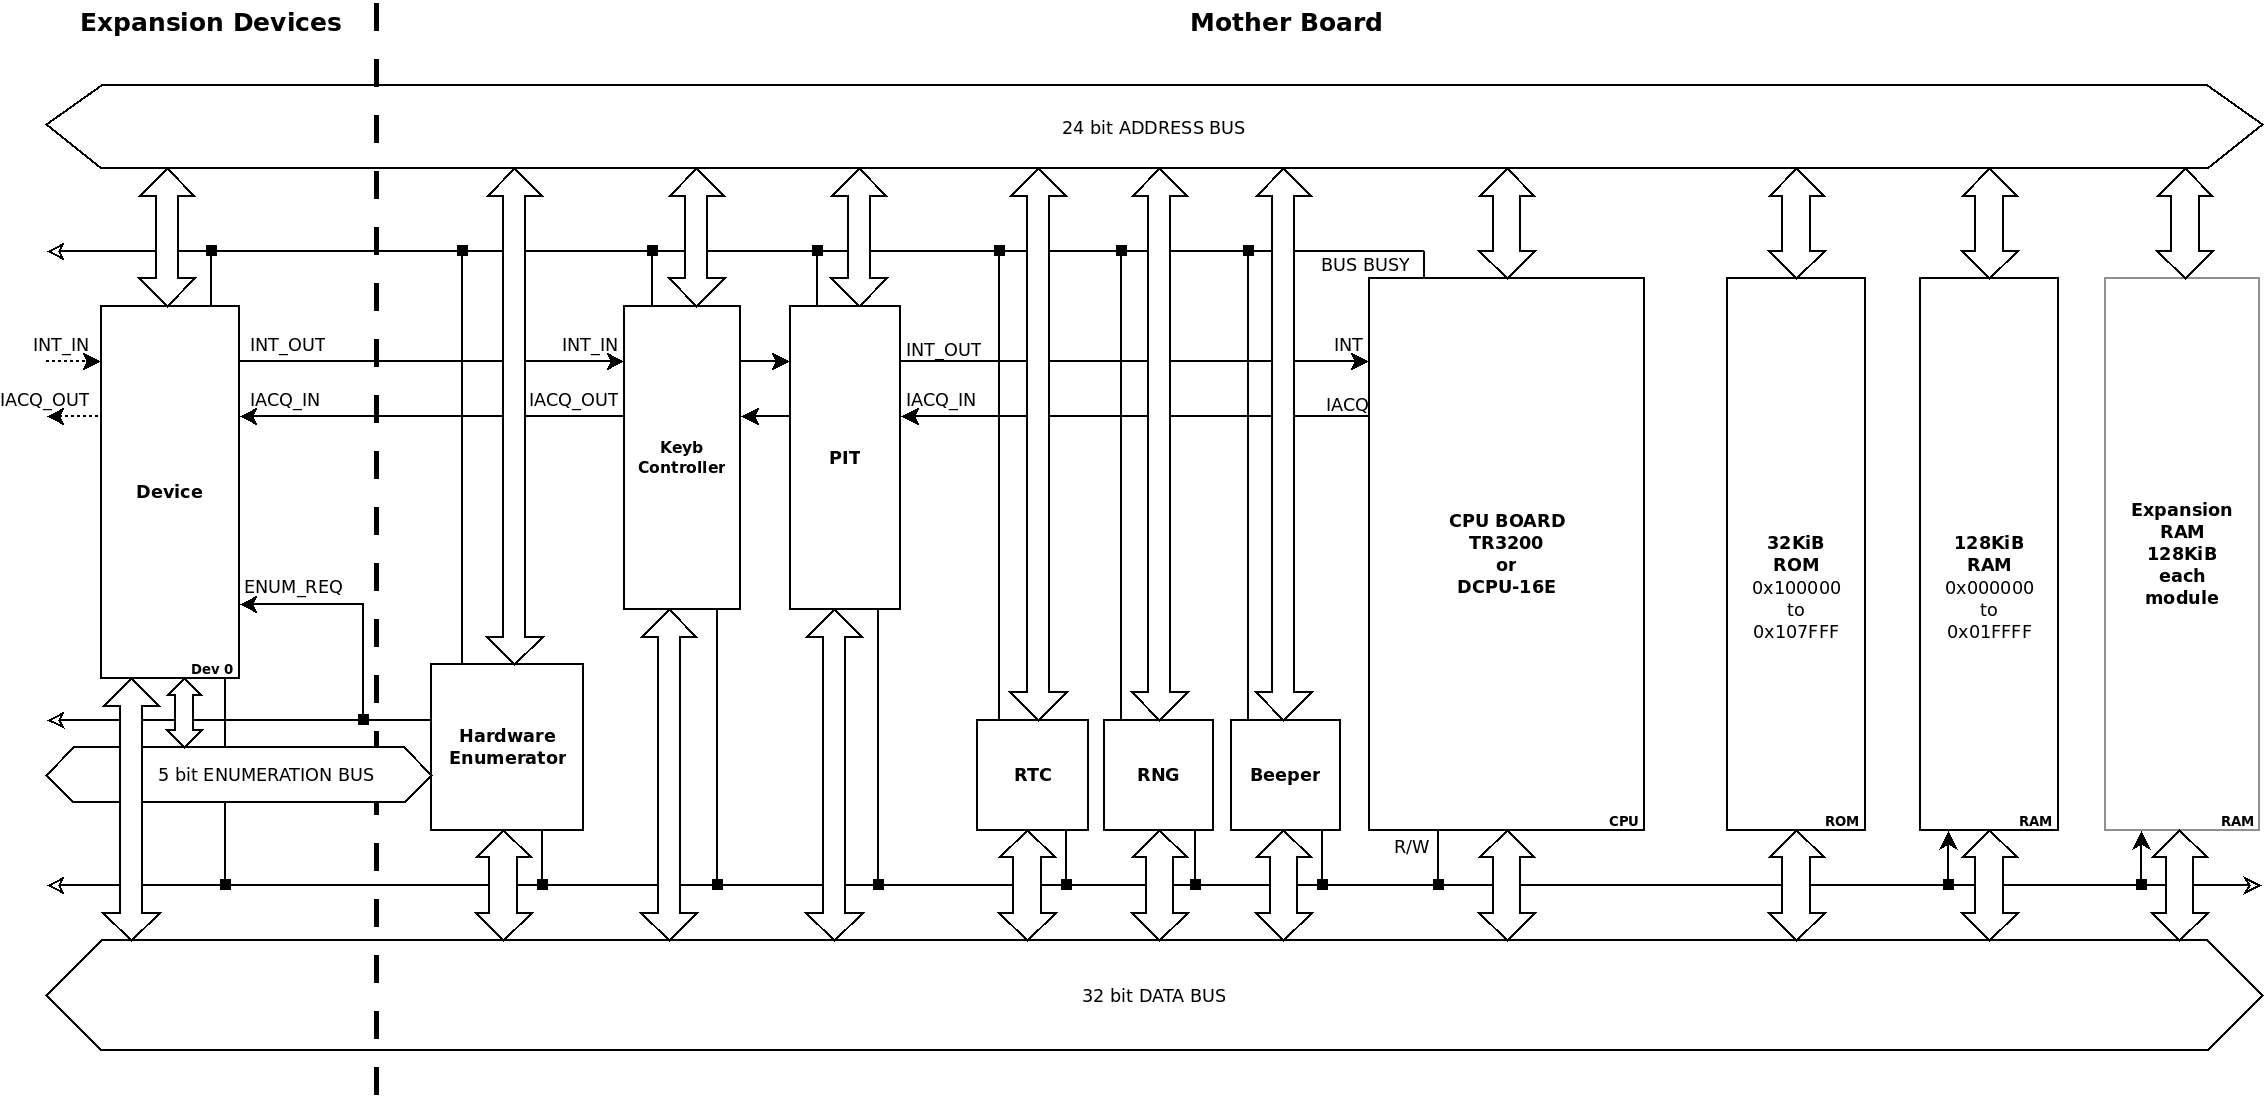 Expansion Devices
Mother Board
24 bit ADDRESS BUS
BUS BUSY
INT_IN
INT_OUT
INT_IN
INT_OUT
INT
IACQ_OUT
IACQ_IN
IACQ_OUT
IACQ_IN
IACQ
Keyb
Controller
PIT
Device
CPU BOARD
TR3200
or
DCPU-16E
32KiB
ROM
0x100000
to
0x107FFF
128KiB
RAM
0x000000
to
0x01FFFF
Expansion
RAM
128KiB
each
module
ENUM_REQ
Dev 0
Hardware
Enumerator
5 bit ENUMERATION BUS
RTC
RNG
Beeper
CPU
ROM
RAM
RAM
R/W
32 bit DATA BUS